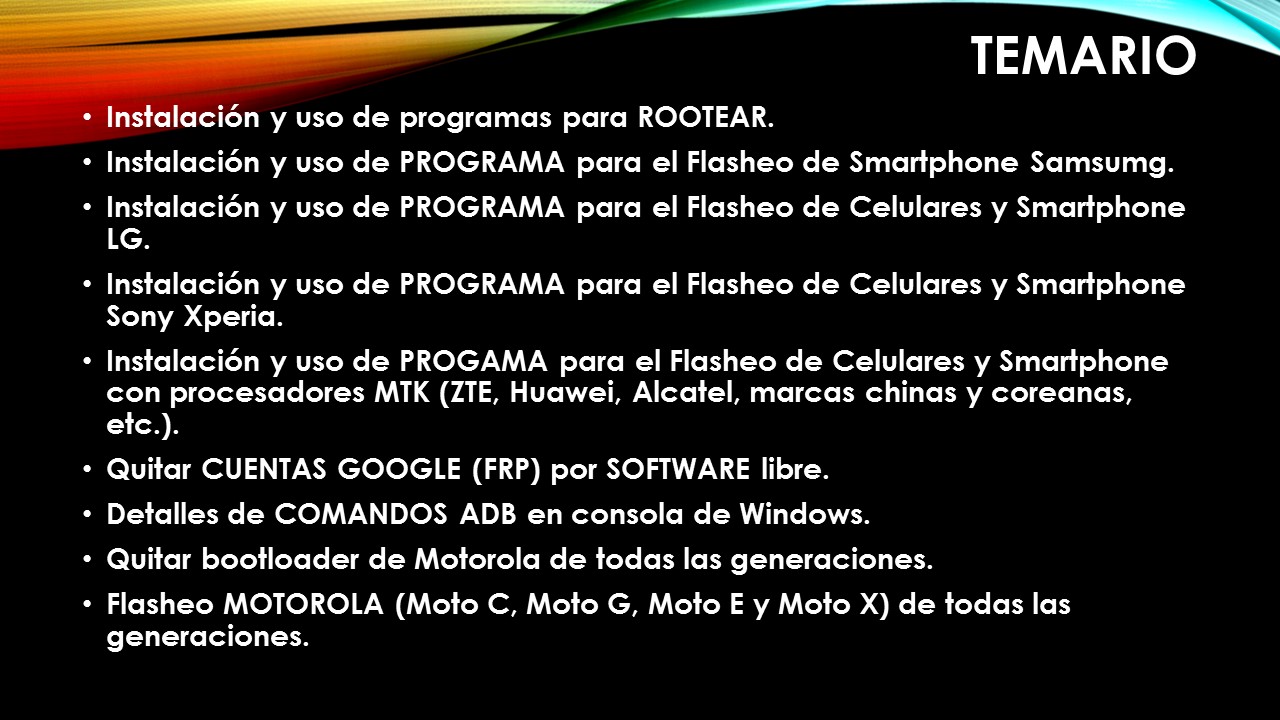 TEMARIO
• Instalación y uso de programas para ROOTEAR.
• Instalación y uso de PROGRAMA para el Flasheo de Smartphone Samsumg.
• Instalación y uso de PROGRAMA para el Flasheo de Celulares y Smartphone
LG.
• Instalación y uso de PROGRAMA para el Flasheo de Celulares y Smartphone
Sony Xperia.
• Instalación y uso de PROGAMA para el Flasheo de Celulares y Smartphone
con procesadores MTK (ZTE, Huawei, Alcatel, marcas chinas y coreanas,
etc.).
• Quitar CUENTAS GOOGLE (FRP) por SOFTWARE libre.
• Detalles de COMANDOS ADB en consola de Windows.
• Quitar bootloader de Motorola de todas las generaciones.
• Flasheo MOTOROLA (Moto C, Moto G, Moto E y Moto X) de todas las
generaciones.